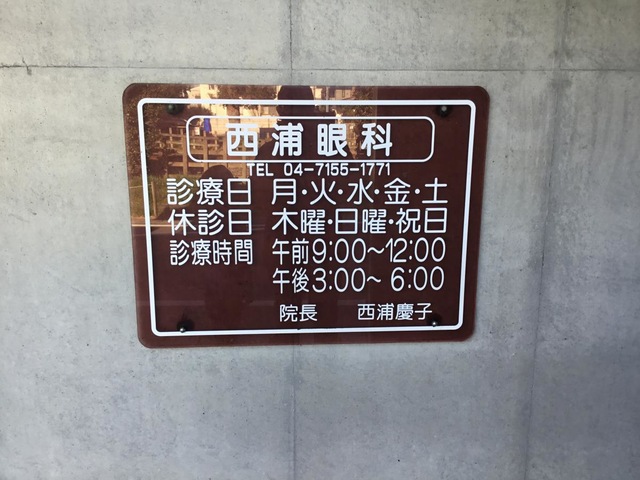 西浦眼科
TEL 04-7155-1771
診療日 月・火・水・金・土
休診日 木曜・日曜・祝日
診療時間 午前9:00〜12:00
午後3:00〜 6:00
院長 西浦慶子